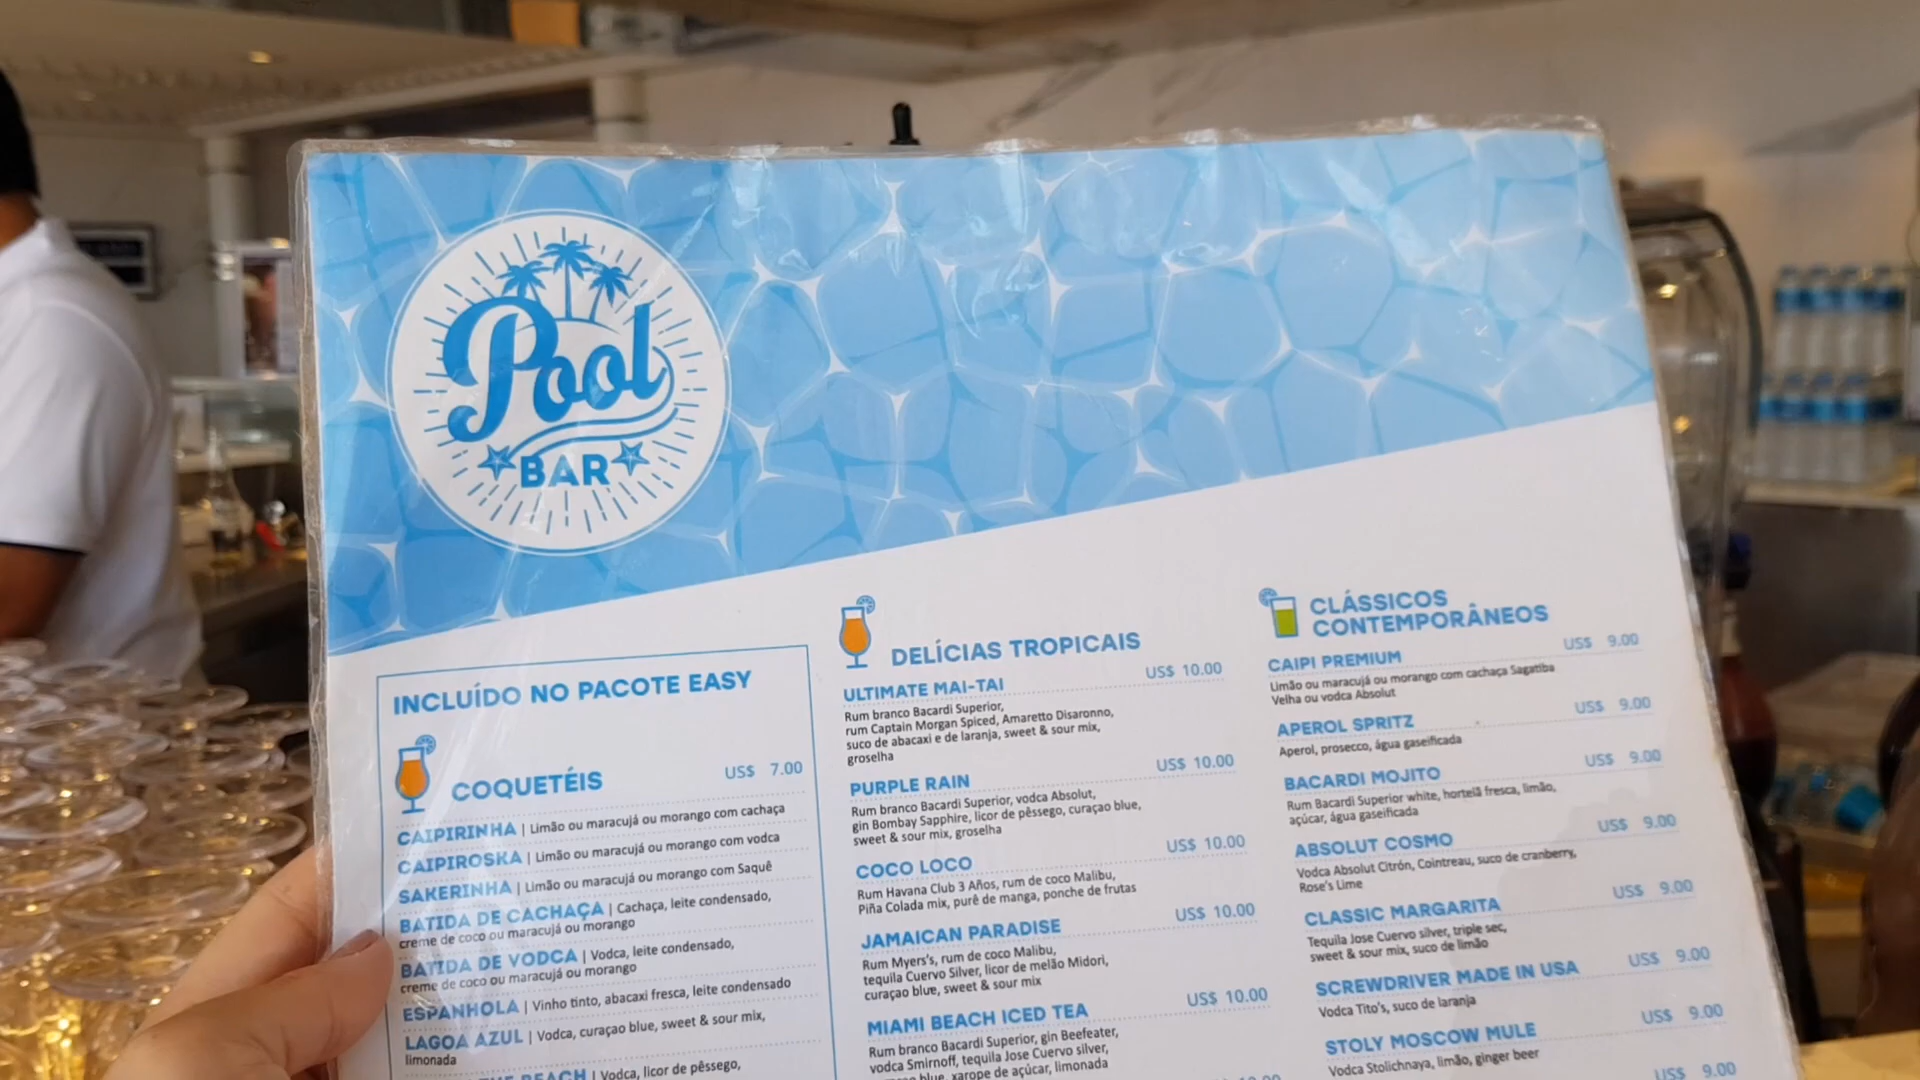 Pool
BAR
INCLUÍDO NO PACOTE EASY
COQUETÉIS US$ 7.00
CAIPIRINHA | Limão ou maracujá ou morango com cachaça
CAIPIROSKA | Limão ou maracujá ou morango com vodca
SAKERINHA | Limão ou maracujá ou morango com Saquê
BATIDA DE CACHAÇA | Cachaça, leite condensado,
creme de coco ou maracujá ou morango
BATIDA DE VODCA | Vodca, leite condensado,
creme de coco ou maracujá ou morango
ESPANHOLA | Vinho tinto, abacaxi fresca, leite condensado
LAGOA AZUL | Vodca, curaçao blue, sweet & sour mix,
limonada
THE BEACH | Vodca, licor de pêssego,
DELÍCIAS TROPICAIS
ULTIMATE MAI-TAI US$ 10.00
Rum branco Bacardi Superior,
rum Captain Morgan Spiced, Amaretto Disaronno,
suco de abacaxi e de laranja, sweet & sour mix,
groselha
PURPLE RAIN US$ 10.00
Rum branco Bacardi Superior, vodca Absolut,
gin Bombay Sapphire, licor de pêssego, curaçao blue,
sweet & sour mix, groselha
COCO LOCO US$ 10.00
Rum Havana Club 3 Años, rum de coco Malibu,
Piña Colada mix, purê de manga, ponche de frutas
JAMAICAN PARADISE US$ 10.00
Rum Myers's, rum de coco Malibu,
tequila Cuervo Silver, licor de melão Midori,
curaçao blue, sweet & sour mix
MIAMI BEACH ICED TEA US$ 10.00
Rum branco Bacardi Superior, gin Beefeater,
vodca Smirnoff, tequila Jose Cuervo silver,
blue, xarope de açúcar, limonada
10.00
CLÁSSICOS
CONTEMPORÂNEOS
CAIPI PREMIUM US$ 9.00
Limão ou maracujá ou morango com cachaça Sagatiba
Velha ou vodca Absolut
APEROL SPRITZ US$ 9.00
Aperol, prosecco, água gaseificada
BACARDI MOJITO US$ 9.00
Rum Bacardi Superior white, hortelã fresca, limão,
açúcar, água gaseificada
ABSOLUT COSMO US$ 9.00
Vodca Absolut Citrón, Cointreau, suco de cranberry,
Rose's Lime
CLASSIC MARGARITA US$ 9.00
Tequila Jose Cuervo silver, triple sec,
sweet & sour mix, suco de limão
SCREWDRIVER MADE IN USA US$ 9.00
Vodca Tito's, suco de laranja
STOLY MOSCOW MULE US$ 9.00
Vodca Stolichnaya, limão, ginger beer
US$ 9.00